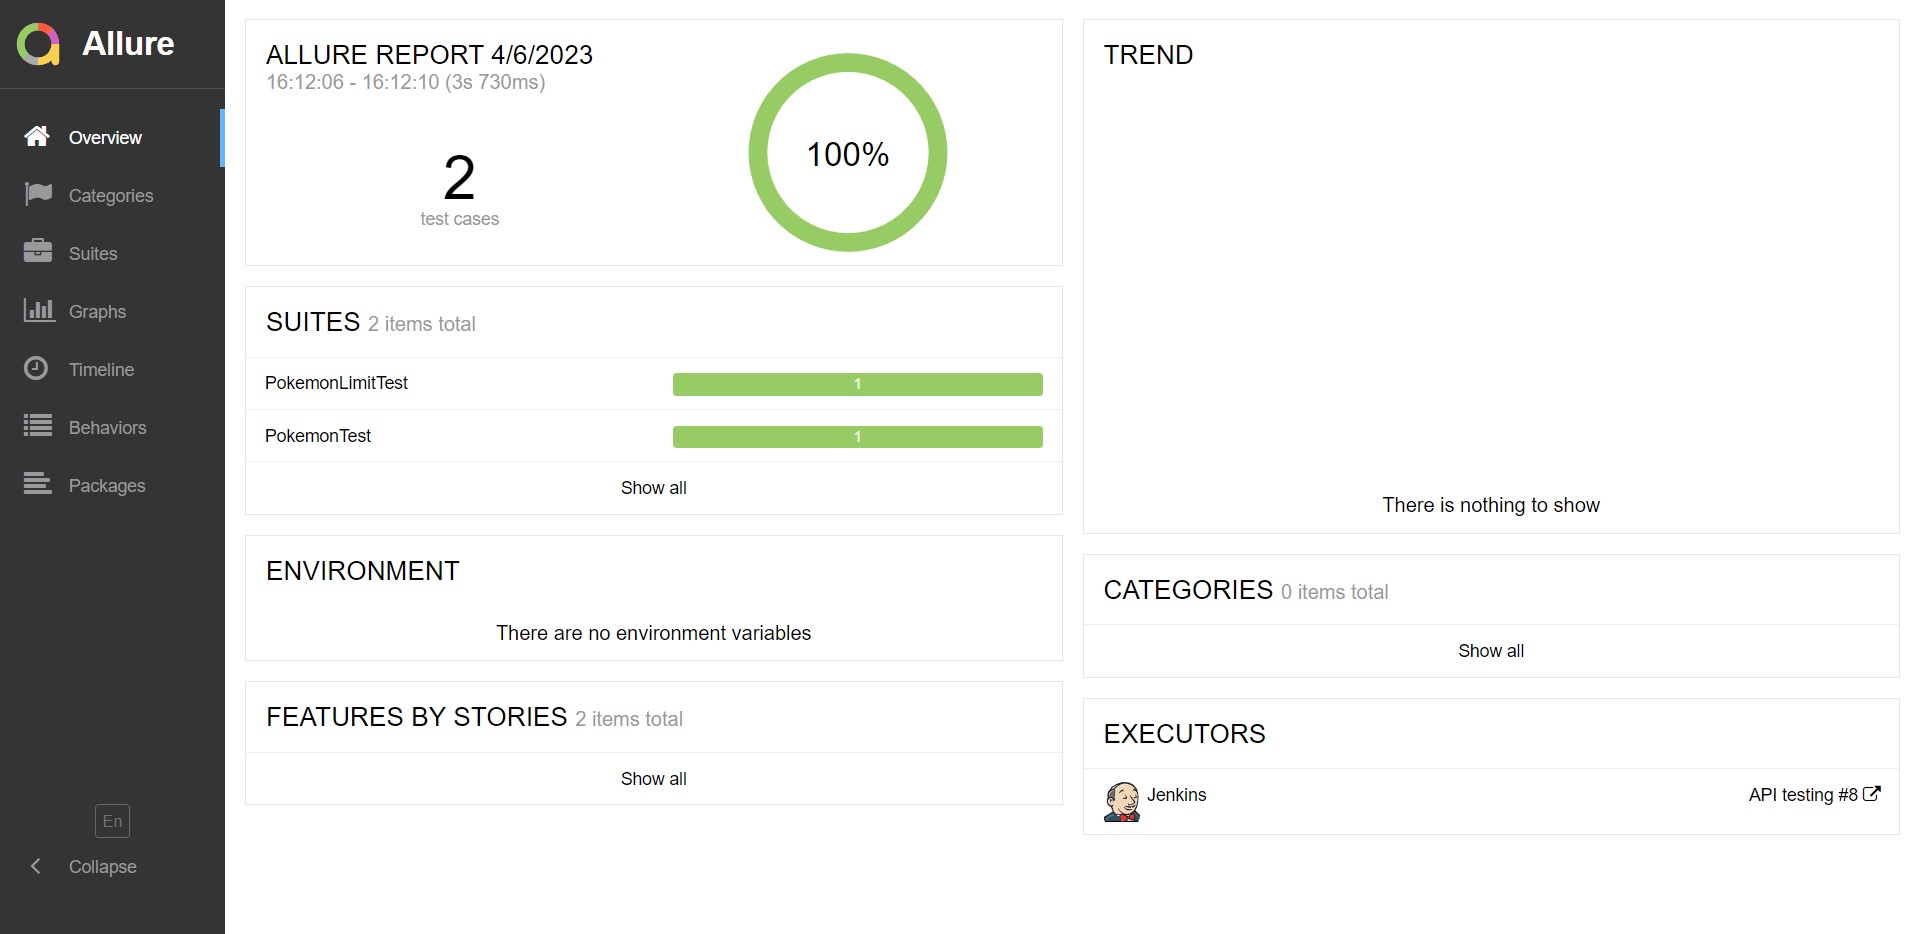 Allure
Overview
Categories
Suites
Graphs
Timeline
Behaviors
Packages
En
Collapse
ALLURE REPORT 4/6/2023
16:12:06 - 16:12:10 (3s 730ms)
2
test cases
100%
SUITES 2 items total
PokemonLimitTest 1
PokemonTest 1
Show all
ENVIRONMENT
There are no environment variables
FEATURES BY STORIES 2 items total
Show all
TREND
There is nothing to show
CATEGORIES 0 items total
Show all
EXECUTORS
Jenkins API testing #8